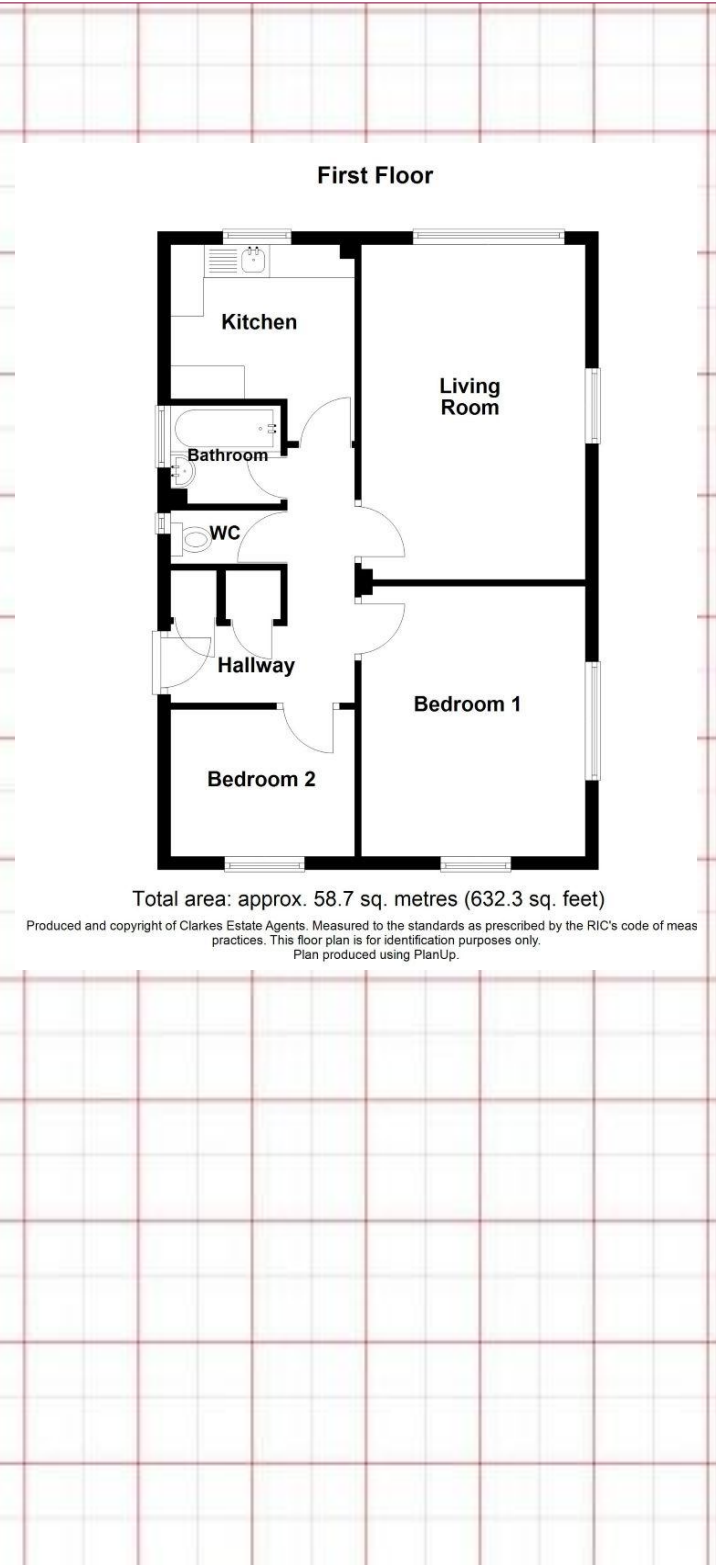 First Floor
Kitchen
Living
Room
Bathroom
WC
Hallway
Bedroom 1
Bedroom 2
Total area: approx. 58.7 sq. metres (632.3 sq. feet)
Produced and copyright of Clarkes Estate Agents. Measured to the standards as prescribed by the RIC's code of meas
practices. This floor plan is for identification purposes only.
Plan produced using PlanUp.